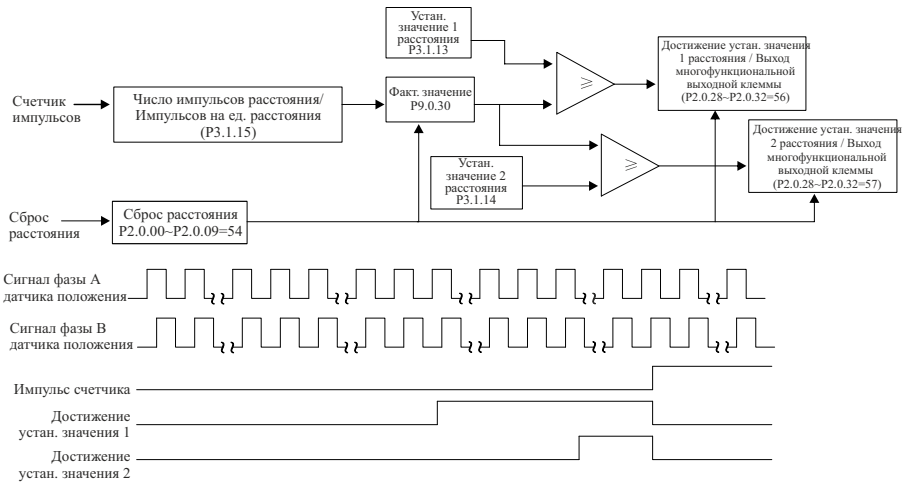 Устан.
значение 1
расстояния
P3.1.13
Достижение устан. значения
1 расстояния / Выход
многофункциональной
выходной клеммы
(P2.0.28~P2.0.32=56)
≥
Счетчик
импульсов
Число импульсов расстояния/
Импульсов на ед. расстояния
(P3.1.15)
Факт. значение
P9.0.30
Достижение устан. значения
2 расстояния / Выход
многофункциональной
выходной клеммы
(P2.0.28~P2.0.32=57)
≥
Устан.
значение 2
расстояния
P3.1.14
Сброс
расстояния
Сброс расстояния
P2.0.00~P2.0.09=54
Сигнал фазы А
датчика положения
Сигнал фазы В
датчика положения
Импульс счетчика
Достижение
устан. значения 1
Достижение
устан. значения 2